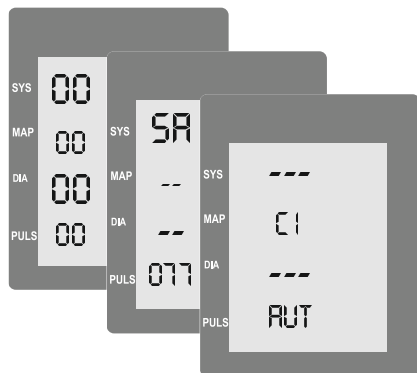 SYS 00
MAP 00
DIA 00
PULS 00
SYS SA
MAP --
DIA --
PULS 077
SYS ---
MAP C1
DIA ---
PULS AUT